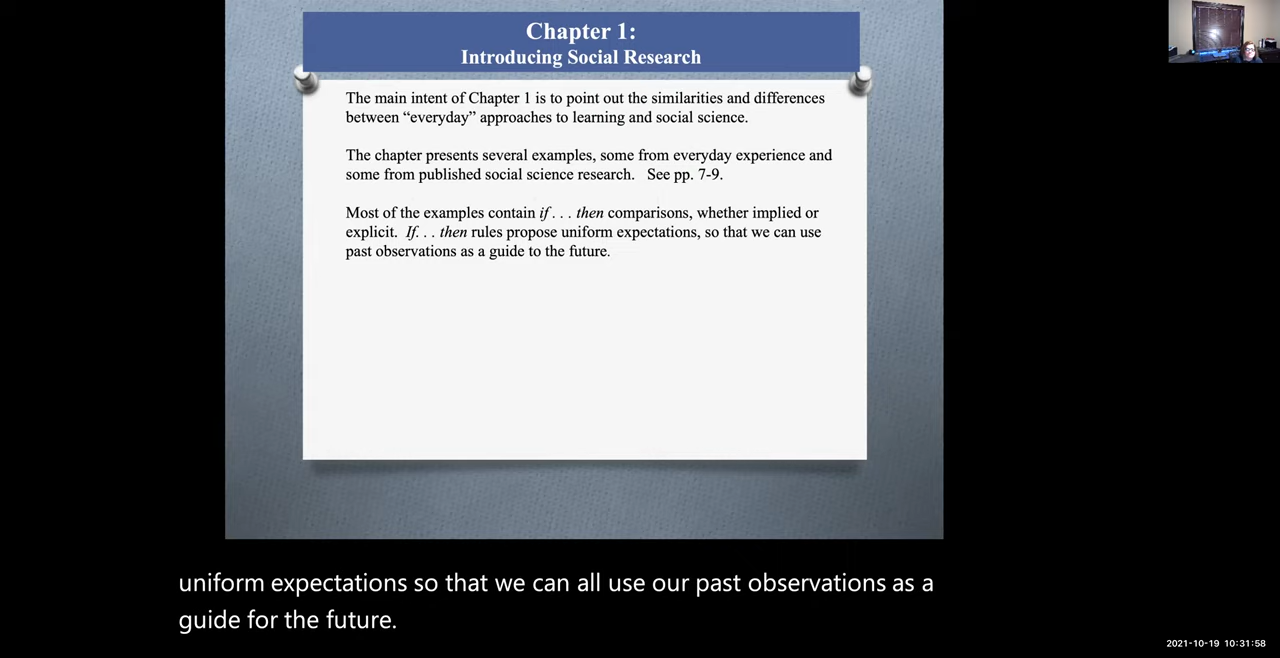 Chapter 1:
Introducing Social Research
The main intent of Chapter 1 is to point out the similarities and differences
between “everyday” approaches to learning and social science.
The chapter presents several examples, some from everyday experience and
some from published social science research.   See pp. 7-9.
Most of the examples contain if . . . then comparisons, whether implied or
explicit.  If. . . then rules propose uniform expectations, so that we can use
past observations as a guide to the future.
uniform expectations so that we can all use our past observations as a
guide for the future.
2021-10-19 10:31:58